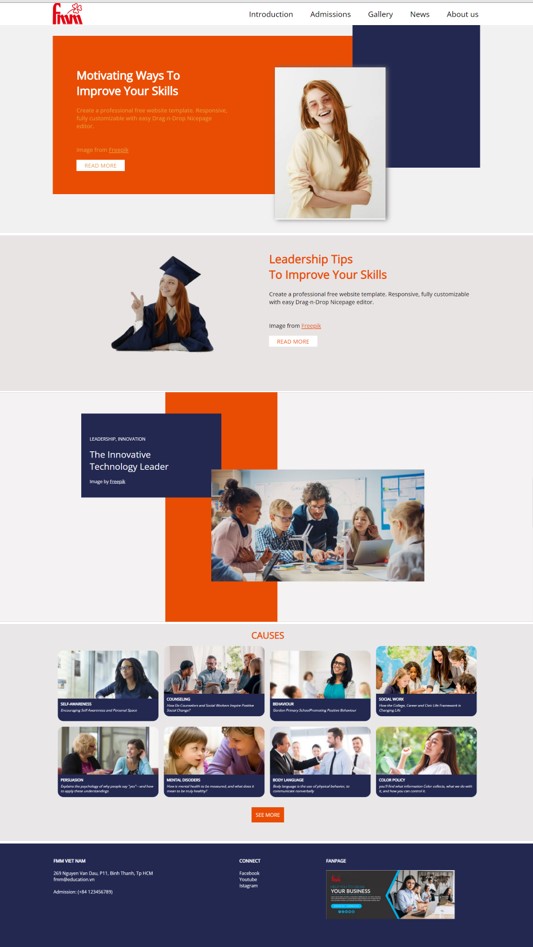 fmm
Introduction Admissions Gallery News About us
Motivating Ways To
Improve Your Skills
Create a professional free website template. Responsive,
fully customizable with easy Drag-n-Drop Nicepage
editor.
Image from Freepik
READ MORE
Leadership Tips
To Improve Your Skills
Create a professional free website template. Responsive, fully customizable
with easy Drag-n-Drop Nicepage editor.
Image from Freepik
READ MORE
LEADERSHIP, INNOVATION
The Innovative
Technology Leader
Image by Freepik
CAUSES
SELF-AWARENESS
Encouraging Self-Awareness and Personal Space
COUNSELING
How Do Counselors and Social Workers Inspire Positive
Social Change?
BEHAVIOUR
Gordon Primary School/Promoting Positive Behaviour
SOCIAL WORK
How the College, Career and Civic Life Framework is
Changing Life
PERSUASION
Explains the psychology of why people say "yes"- and how
to apply these understandings
MENTAL DISODERS
How is mental health to be measured, and what does it
mean to be truly healthy?
BODY LANGUAGE
Body language is the use of physical behavior, to
communicate nonverbally
COLOR POLICY
you'll find what information Color collects, what we do with
it, and how you can control it.
SEE MORE
FMM VIET NAM
269 Nguyen Van Dau, P11, Binh Thanh, Tp HCM
fmm@education.vn
Admission: (+84 123456789)
CONNECT
Facebook
Youtube
Istagram
FANPAGE
YOUR BUSINESS